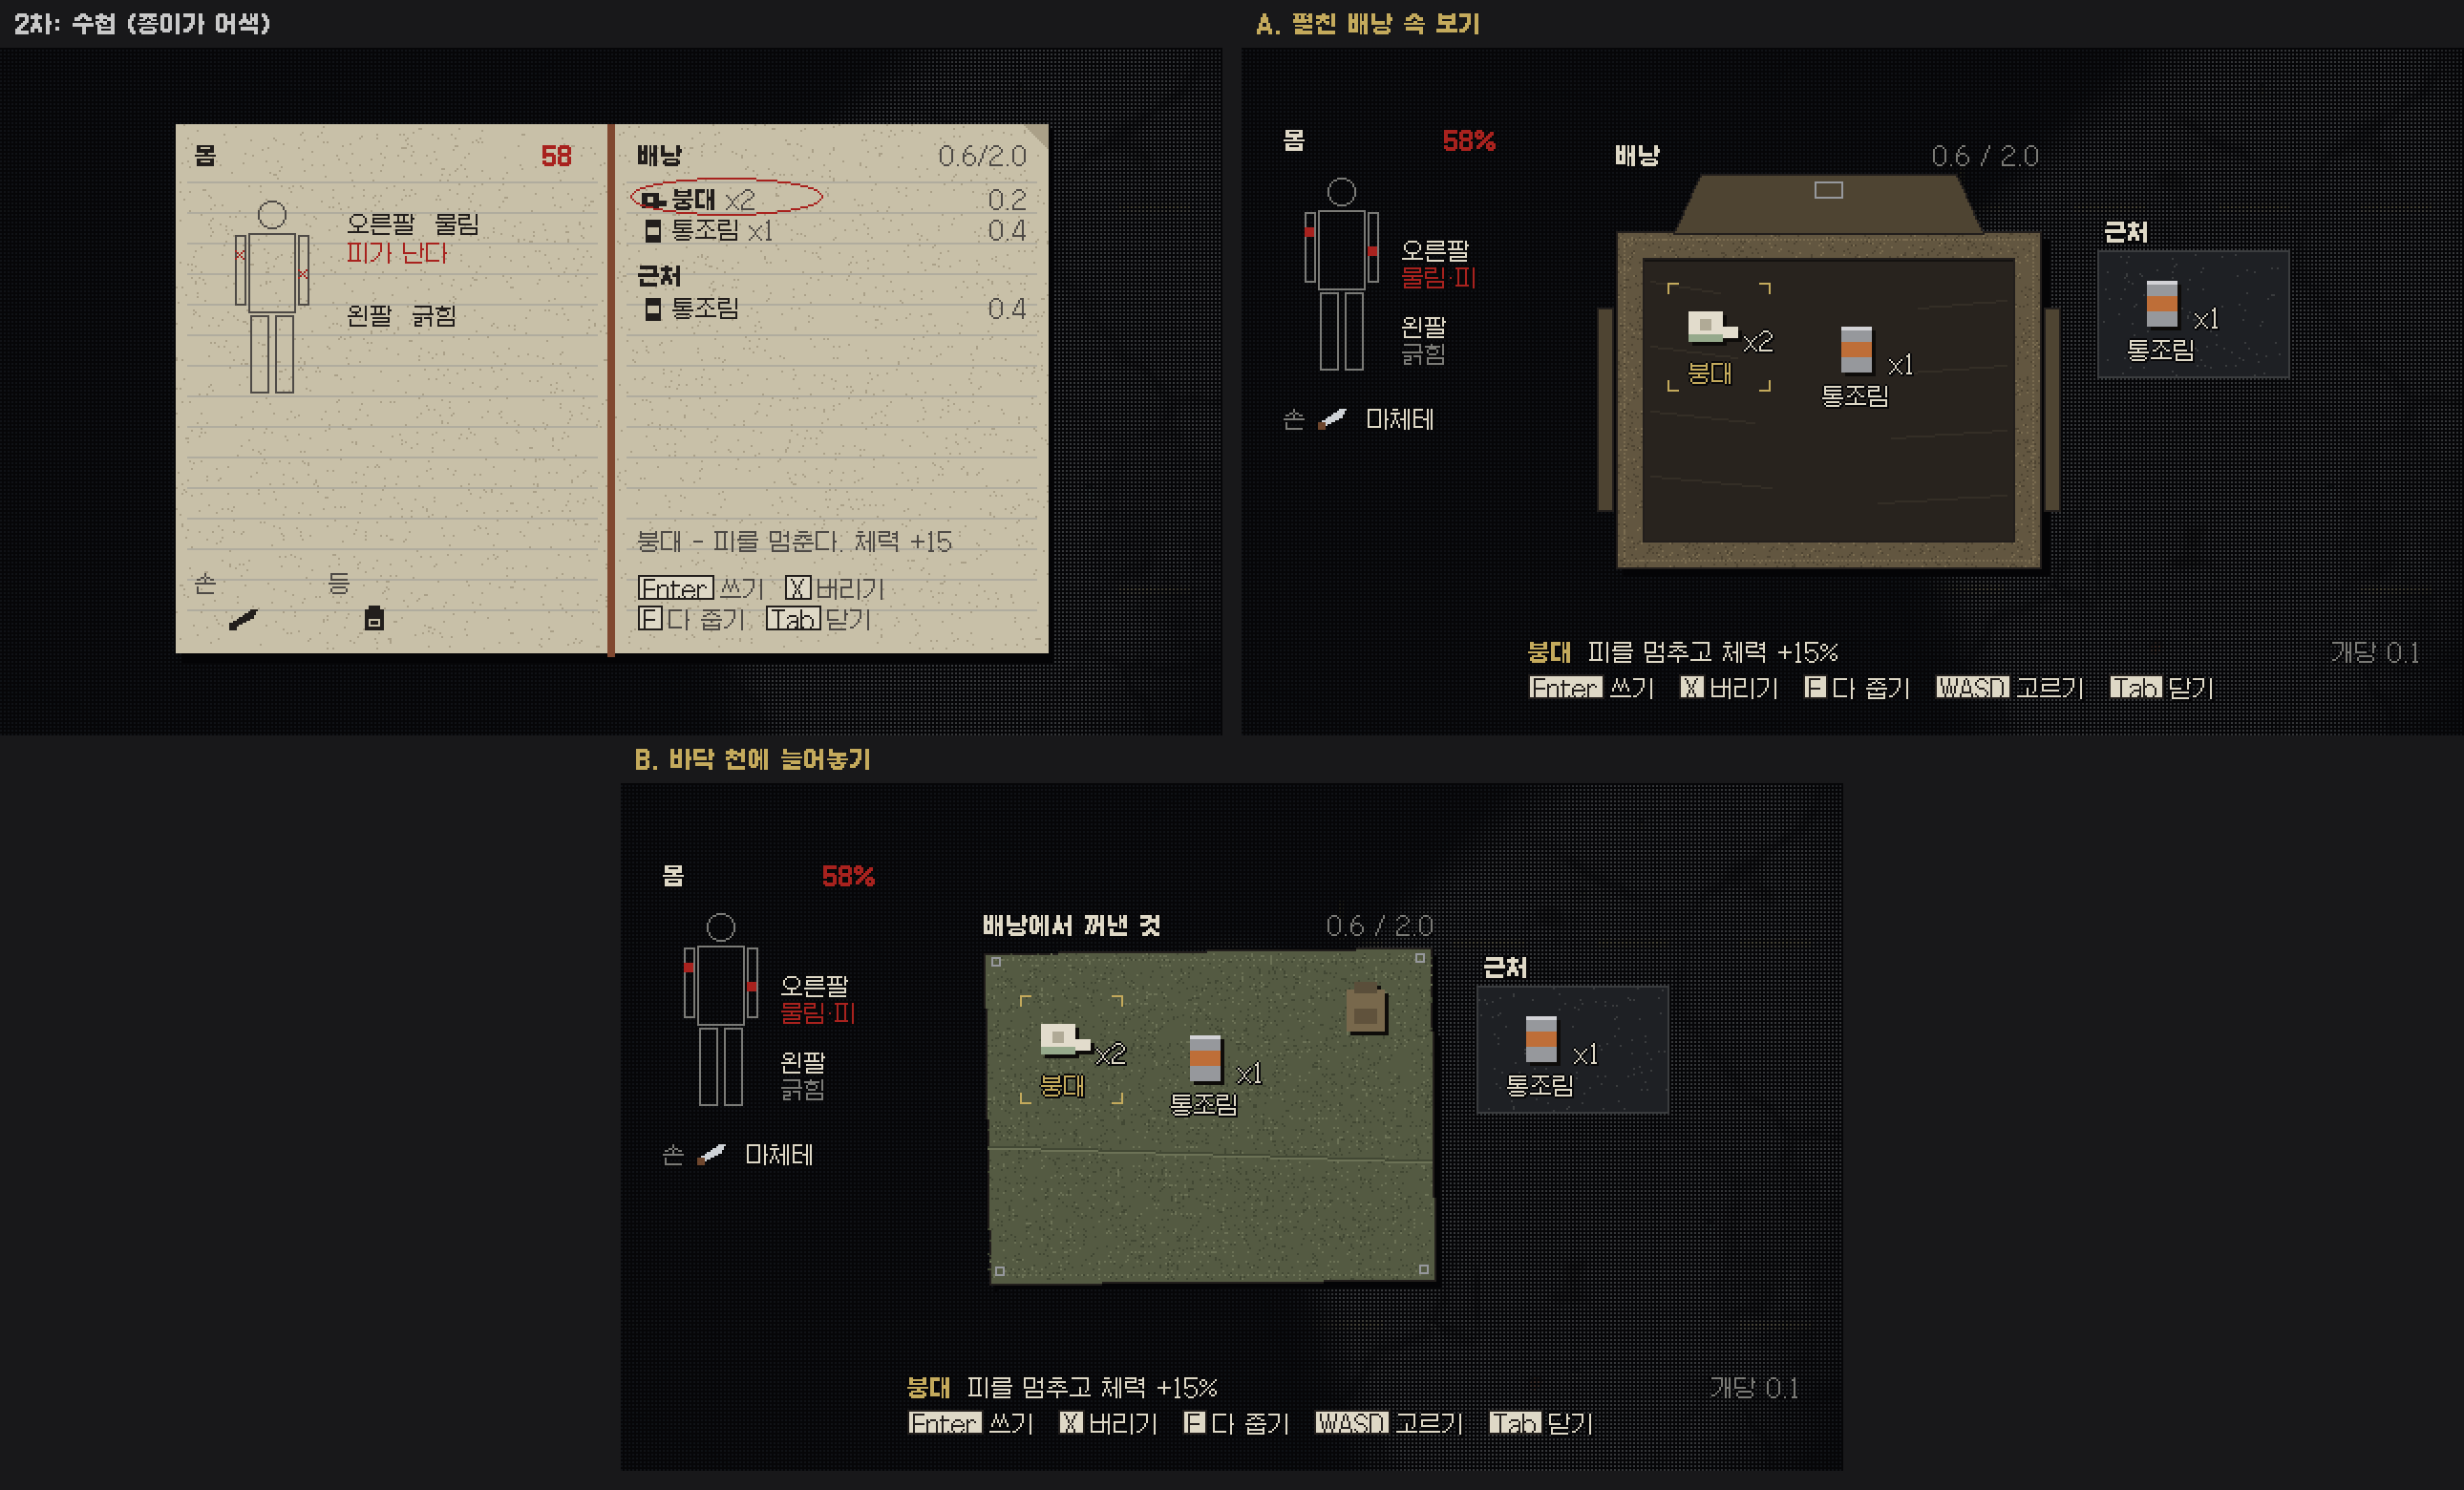 2차: 수첩 (종이가 어색)
몸 58
오른팔 물림
피가 난다
왼팔 긁힘
손 등
배낭 0.6/2.0
붕대 x2 0.2
통조림 x1 0.4
근처
통조림 0.4
붕대 - 피를 멈춘다. 체력 +15
Enter 쓰기 X 버리기
F 다 줍기 Tab 닫기
A. 펼친 배낭 속 보기
몸 58%
오른팔
물림·피
왼팔
긁힘
손 마체테
배낭 0.6 / 2.0
x2
붕대
x1
통조림
근처
x1
통조림
붕대 피를 멈추고 체력 +15% 개당 0.1
Enter 쓰기 X 버리기 F 다 줍기 WASD 고르기 Tab 닫기
B. 바닥 천에 늘어놓기
몸 58%
오른팔
물림·피
왼팔
긁힘
손 마체테
배낭에서 꺼낸 것 0.6 / 2.0
x2
붕대
x1
통조림
근처
x1
통조림
붕대 피를 멈추고 체력 +15% 개당 0.1
Enter 쓰기 X 버리기 F 다 줍기 WASD 고르기 Tab 닫기